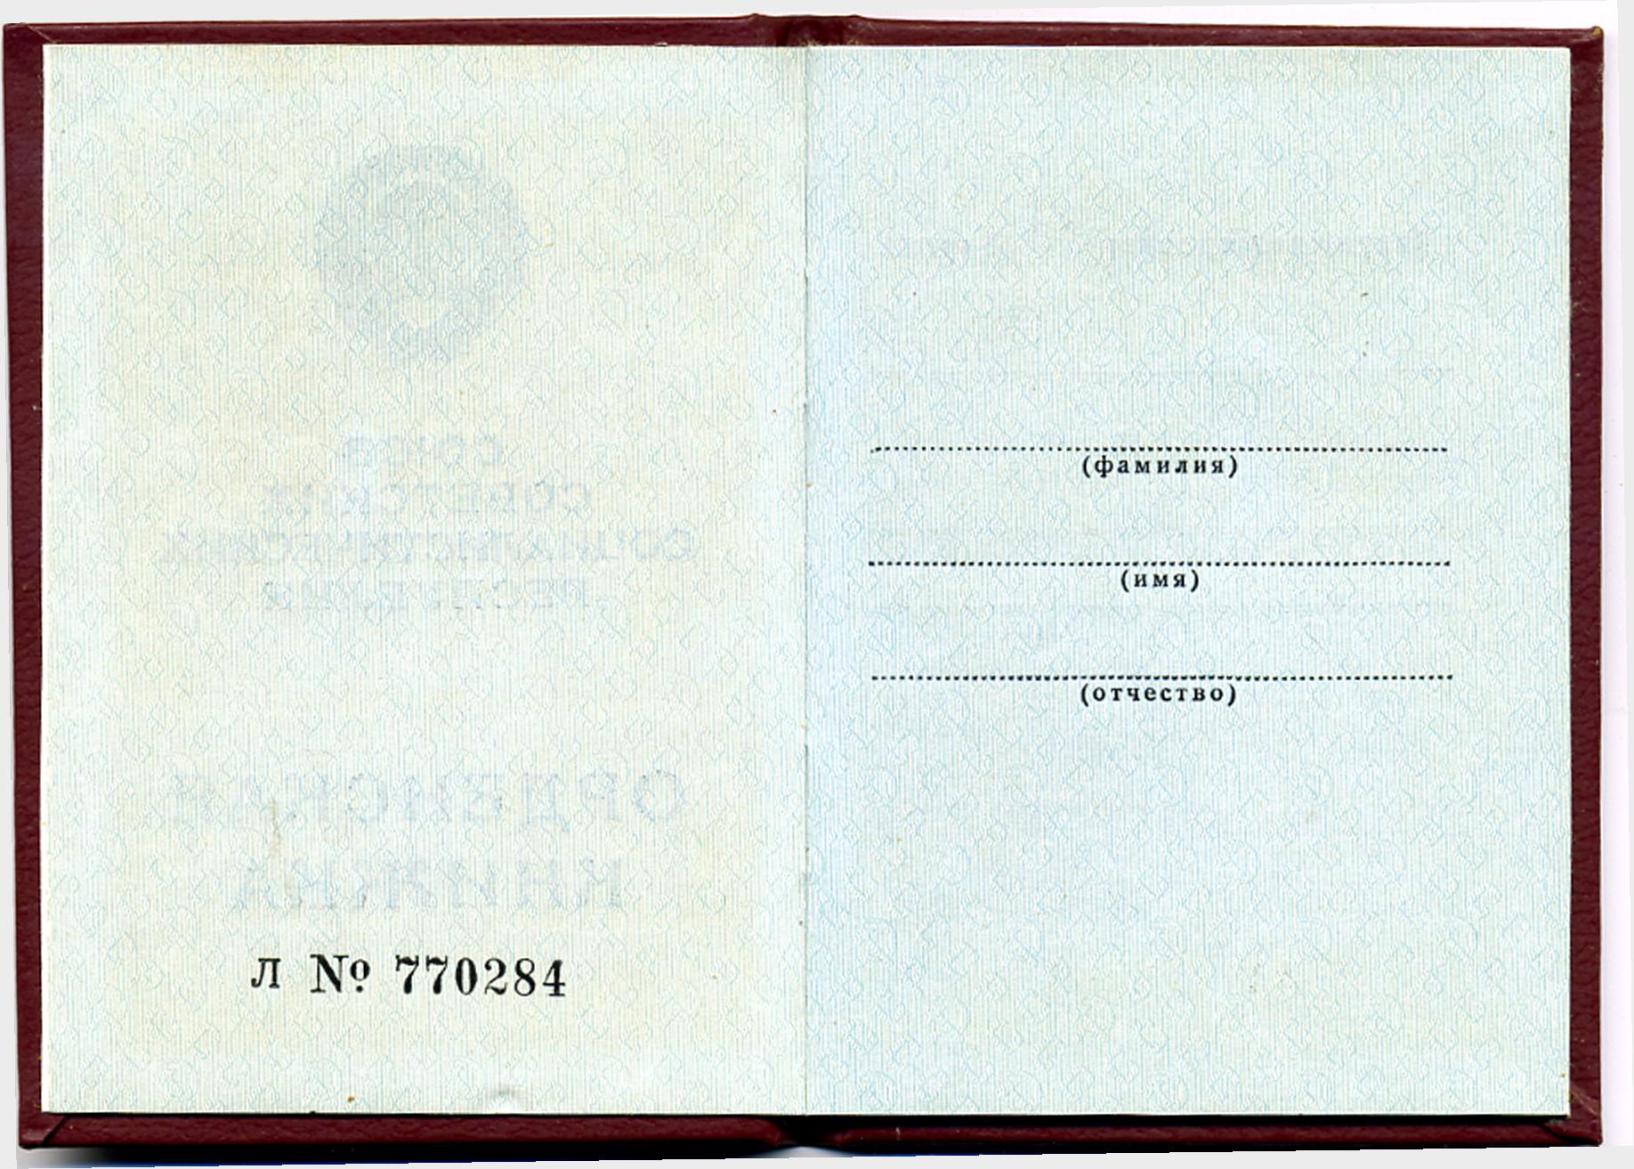 СОЮЗ
СОВЕТСКИХ
СОЦИАЛИСТИЧЕСКИХ
РЕСПУБЛИК
ОРДЕНСКАЯ
КНИЖКА
Л № 770284
(фамилия)
(имя)
(отчество)